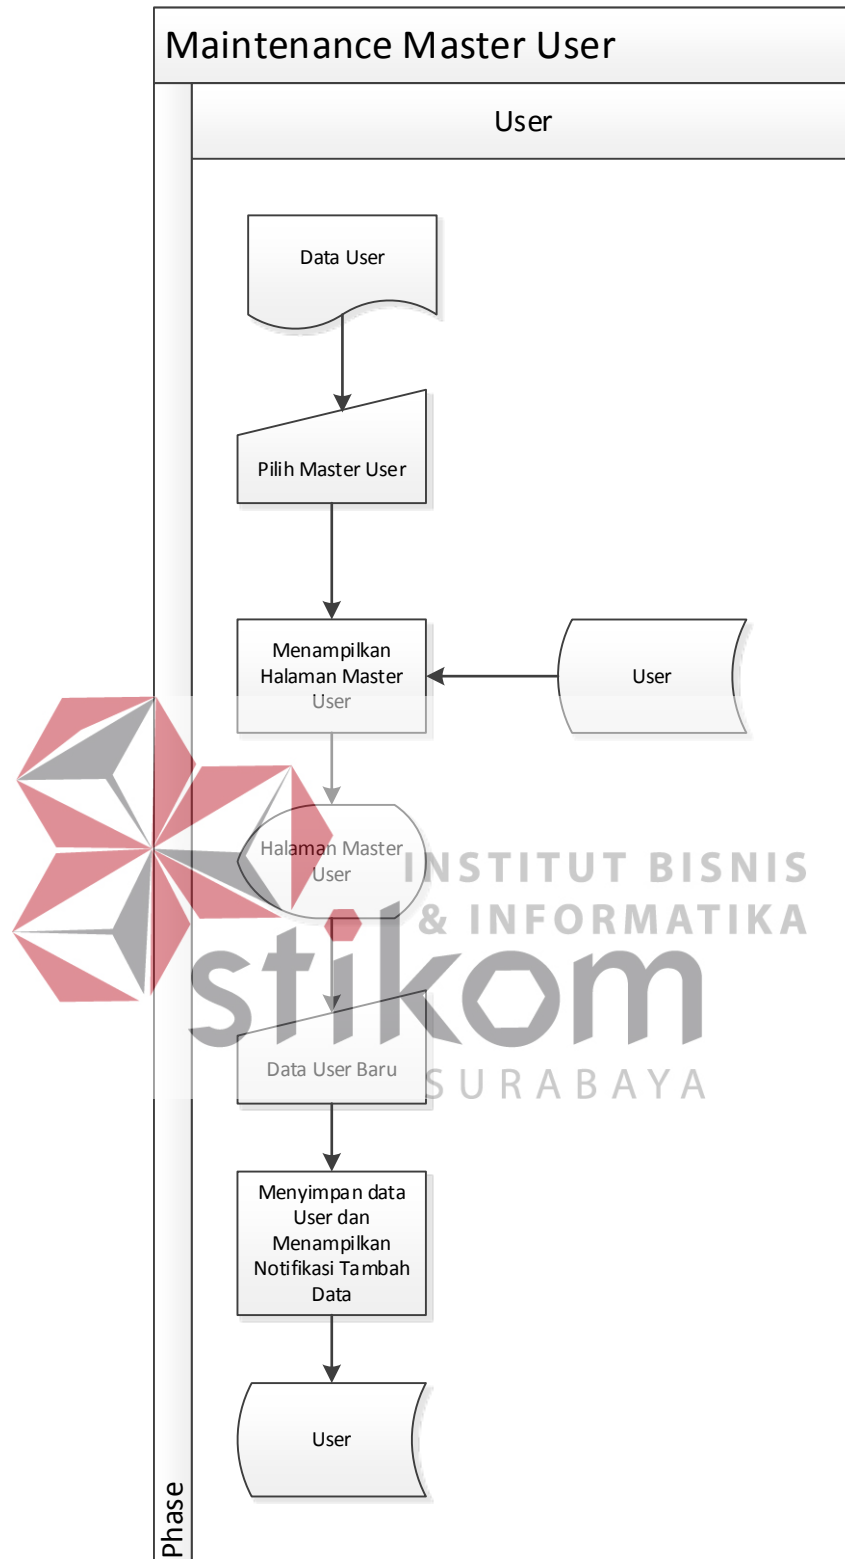 Maintenance Master User
User
Data User
Pilih Master User
Menampilkan
Halaman Master
User
User
Halaman Master
User
INSTITUT BISNIS
& INFORMATIKA
stikom
SURABAYA
Data User Baru
Menyimpan data
User dan
Menampilkan
Notifikasi Tambah
Data
User
Phase